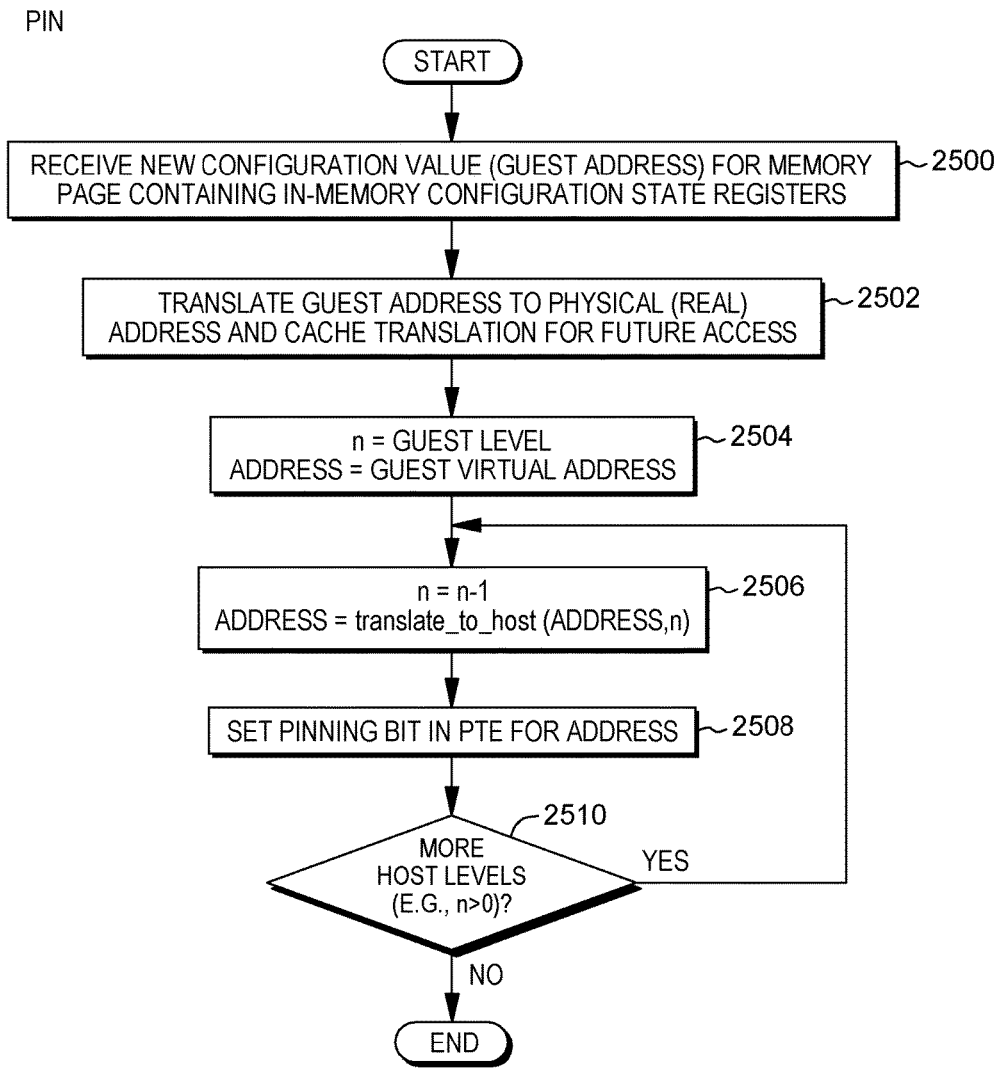 PIN
START
RECEIVE NEW CONFIGURATION VALUE (GUEST ADDRESS) FOR MEMORY
PAGE CONTAINING IN-MEMORY CONFIGURATION STATE REGISTERS
2500
TRANSLATE GUEST ADDRESS TO PHYSICAL (REAL)
ADDRESS AND CACHE TRANSLATION FOR FUTURE ACCESS
2502
n = GUEST LEVEL
ADDRESS = GUEST VIRTUAL ADDRESS
2504
n = n-1
ADDRESS = translate_to_host (ADDRESS,n)
2506
SET PINNING BIT IN PTE FOR ADDRESS
2508
2510
MORE
HOST LEVELS
(E.G., n>0)?
YES
NO
END